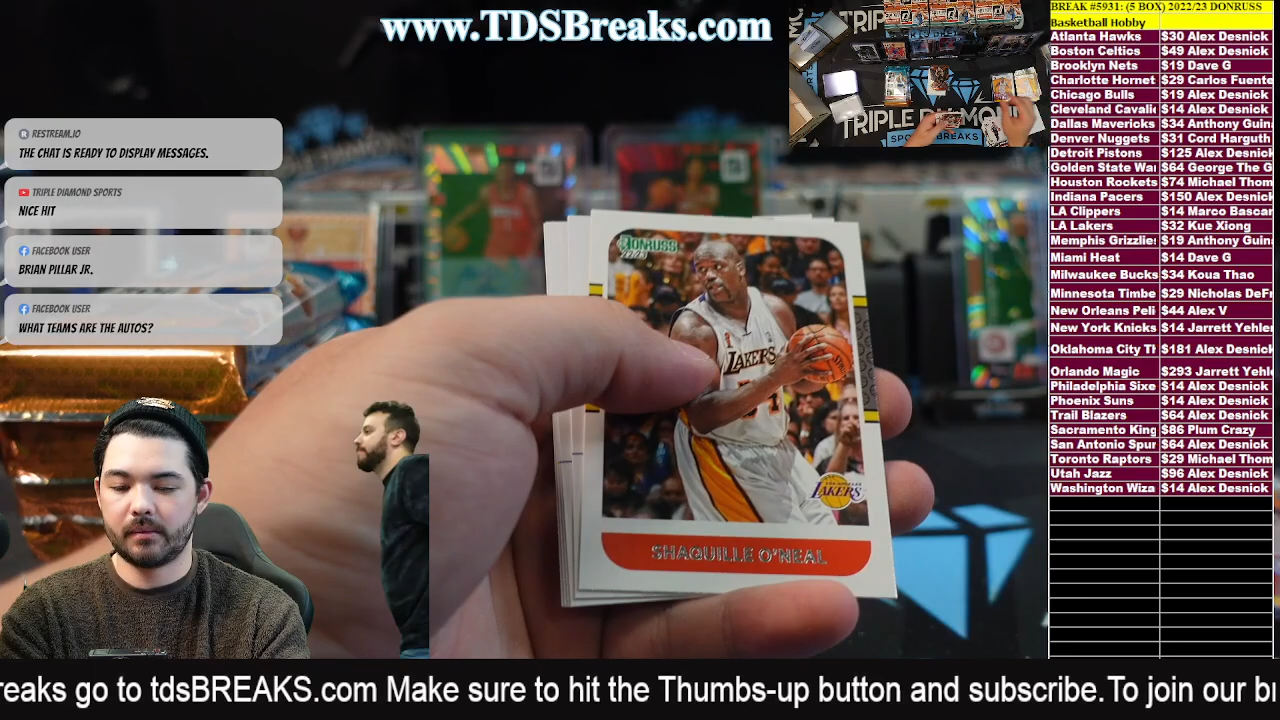 www.TDSBreaks.com
RESTREAM.IO
THE CHAT IS READY TO DISPLAY MESSAGES.
TRIPLE DIAMOND SPORTS
NICE HIT
FACEBOOK USER
BRIAN PILLAR JR.
FACEBOOK USER
WHAT TEAMS ARE THE AUTOS?
DONRUSS
22/23
LAKERS
LAKERS
SHAQUILLE O'NEAL
TRIPLE DIAMOND
SPORTS BREAKS
BREAK #5931: (5 BOX) 2022/23 DONRUSS
Basketball Hobby
Atlanta Hawks $30 Alex Desnick
Boston Celtics $49 Alex Desnick
Brooklyn Nets $19 Dave G
Charlotte Hornet $29 Carlos Fuente
Chicago Bulls $19 Alex Desnick
Cleveland Cavali $14 Alex Desnick
Dallas Mavericks $34 Anthony Guin
Denver Nuggets $31 Cord Harguth
Detroit Pistons $125 Alex Desnick
Golden State Wa $64 George The G
Houston Rockets $74 Michael Thom
Indiana Pacers $150 Alex Desnick
LA Clippers $14 Marco Bascar
LA Lakers $32 Kue Xiong
Memphis Grizzlie $19 Anthony Guin
Miami Heat $14 Dave G
Milwaukee Bucks $34 Koua Thao
Minnesota Timbe $29 Nicholas DeFr
New Orleans Peli $44 Alex V
New York Knicks $14 Jarrett Yehle
Oklahoma City Th $181 Alex Desnick
Orlando Magic $293 Jarrett Yehl
Philadelphia Sixe $14 Alex Desnick
Phoenix Suns $14 Alex Desnick
Trail Blazers $64 Alex Desnick
Sacramento King $86 Plum Crazy
San Antonio Spur $64 Alex Desnick
Toronto Raptors $29 Michael Thom
Utah Jazz $96 Alex Desnick
Washington Wiza $14 Alex Desnick
reaks go to tdsBREAKS.com Make sure to hit the Thumbs-up button and subscribe.To join our br